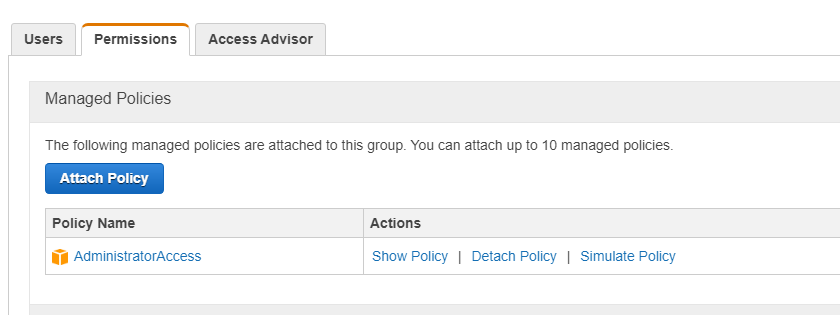 Users Permissions Access Advisor
Managed Policies
The following managed policies are attached to this group. You can attach up to 10 managed policies.
Attach Policy
Policy Name Actions
AdministratorAccess Show Policy | Detach Policy | Simulate Policy